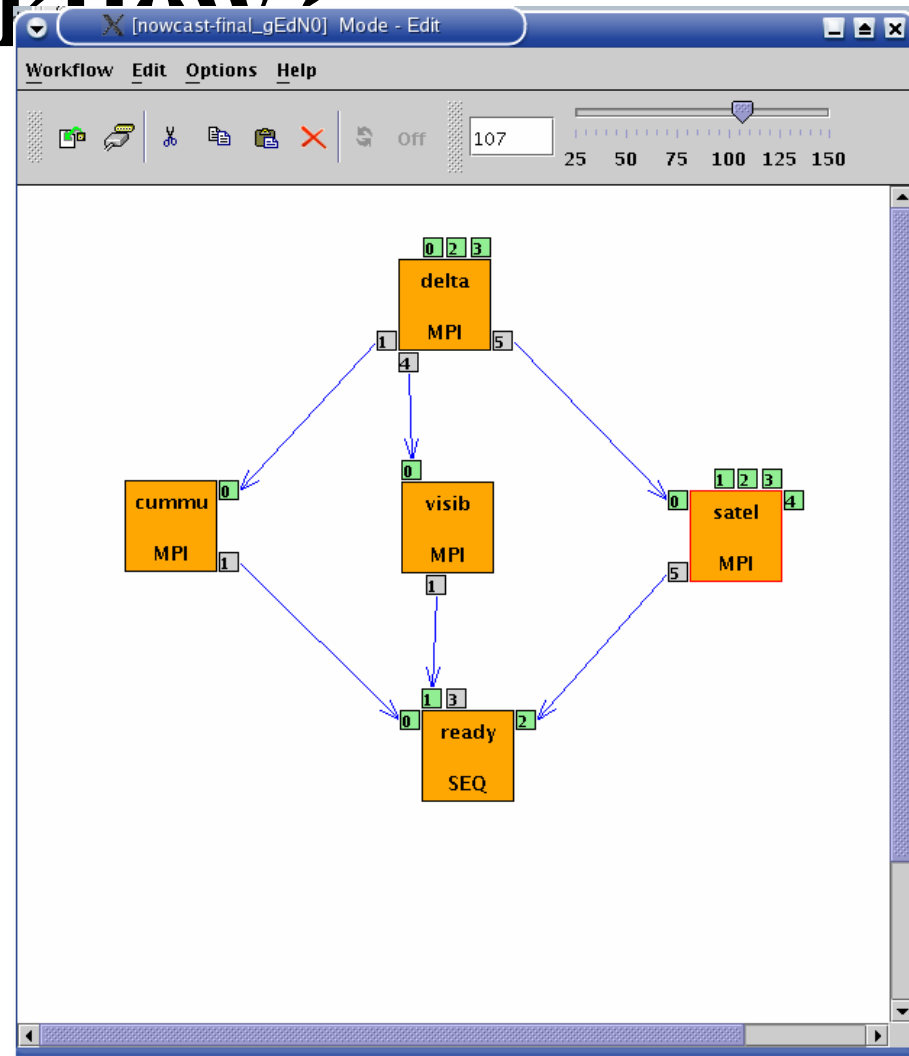 [nowcast-final_gEdN0] Mode - Edit
Workflow Edit Options Help
Off 107
25 50 75 100 125 150
0 2 3
delta
MPI
1 5
4
0
0
cummu
MPI
1
visib
MPI
1
1 2 3
0 4
satel
MPI
5
1 3
0 2
ready
SEQ